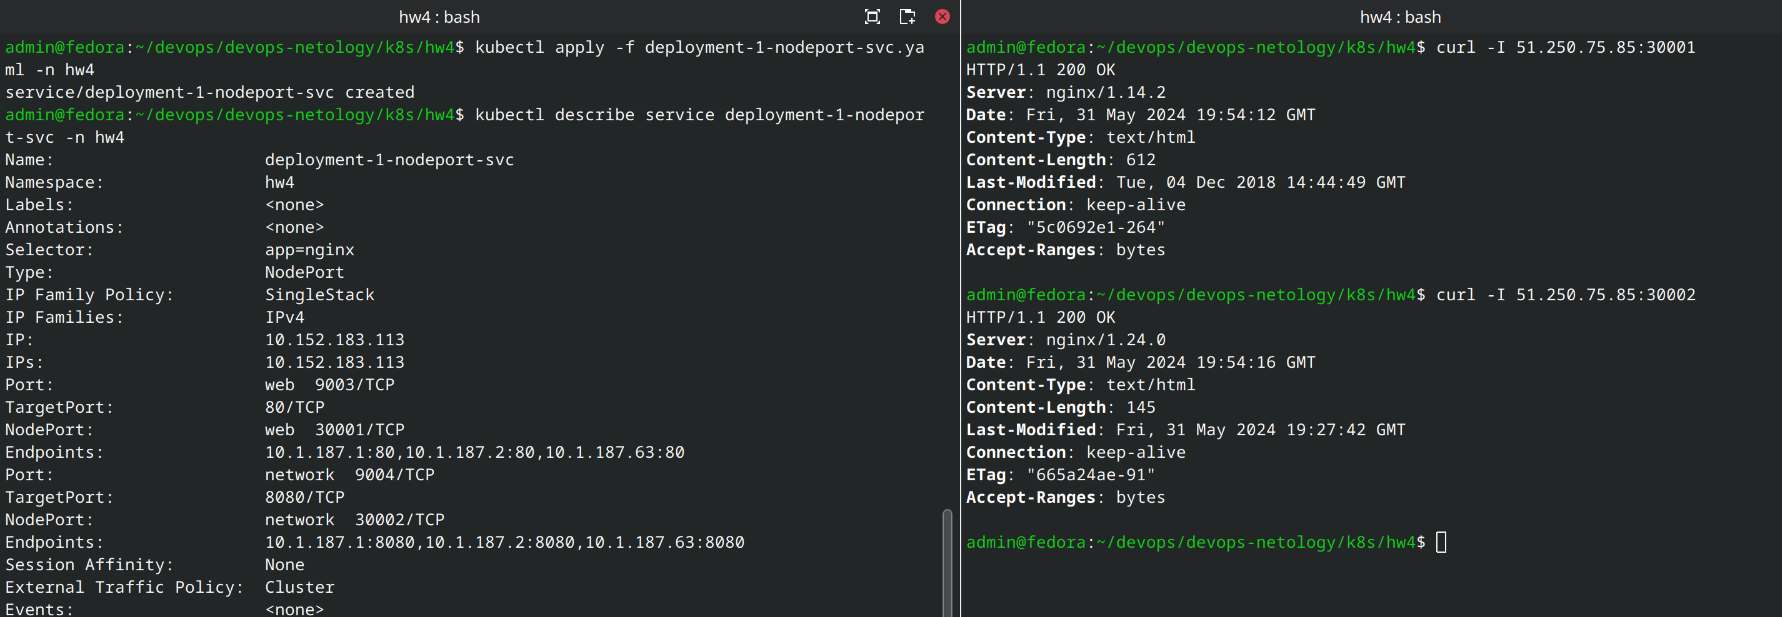 hw4 : bash
admin@fedora:~/devops/devops-netology/k8s/hw4$ kubectl apply -f deployment-1-nodeport-svc.ya
ml -n hw4
service/deployment-1-nodeport-svc created
admin@fedora:~/devops/devops-netology/k8s/hw4$ kubectl describe service deployment-1-nodepor
t-svc -n hw4
Name:                     deployment-1-nodeport-svc
Namespace:                hw4
Labels:                   <none>
Annotations:              <none>
Selector:                 app=nginx
Type:                     NodePort
IP Family Policy:         SingleStack
IP Families:              IPv4
IP:                       10.152.183.113
IPs:                      10.152.183.113
Port:                     web  9003/TCP
TargetPort:               80/TCP
NodePort:                 web  30001/TCP
Endpoints:                10.1.187.1:80,10.1.187.2:80,10.1.187.63:80
Port:                     network  9004/TCP
TargetPort:               8080/TCP
NodePort:                 network  30002/TCP
Endpoints:                10.1.187.1:8080,10.1.187.2:8080,10.1.187.63:8080
Session Affinity:         None
External Traffic Policy:  Cluster
Events:                   <none>
hw4 : bash
admin@fedora:~/devops/devops-netology/k8s/hw4$ curl -I 51.250.75.85:30001
HTTP/1.1 200 OK
Server: nginx/1.14.2
Date: Fri, 31 May 2024 19:54:12 GMT
Content-Type: text/html
Content-Length: 612
Last-Modified: Tue, 04 Dec 2018 14:44:49 GMT
Connection: keep-alive
ETag: "5c0692e1-264"
Accept-Ranges: bytes
admin@fedora:~/devops/devops-netology/k8s/hw4$ curl -I 51.250.75.85:30002
HTTP/1.1 200 OK
Server: nginx/1.24.0
Date: Fri, 31 May 2024 19:54:16 GMT
Content-Type: text/html
Content-Length: 145
Last-Modified: Fri, 31 May 2024 19:27:42 GMT
Connection: keep-alive
ETag: "665a24ae-91"
Accept-Ranges: bytes
admin@fedora:~/devops/devops-netology/k8s/hw4$